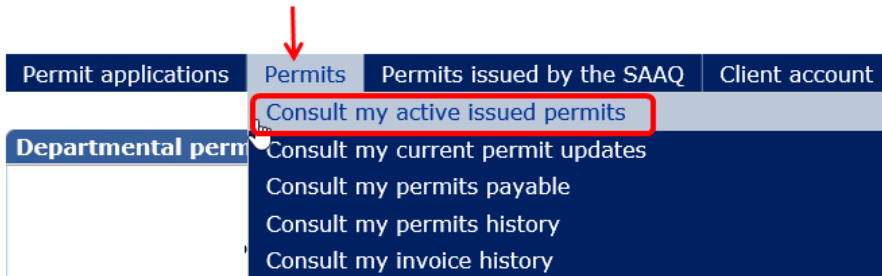 Permit applications Permits Permits issued by the SAAQ Client account
Consult my active issued permits
Departmental perm
Consult my current permit updates
Consult my permits payable
Consult my permits history
Consult my invoice history